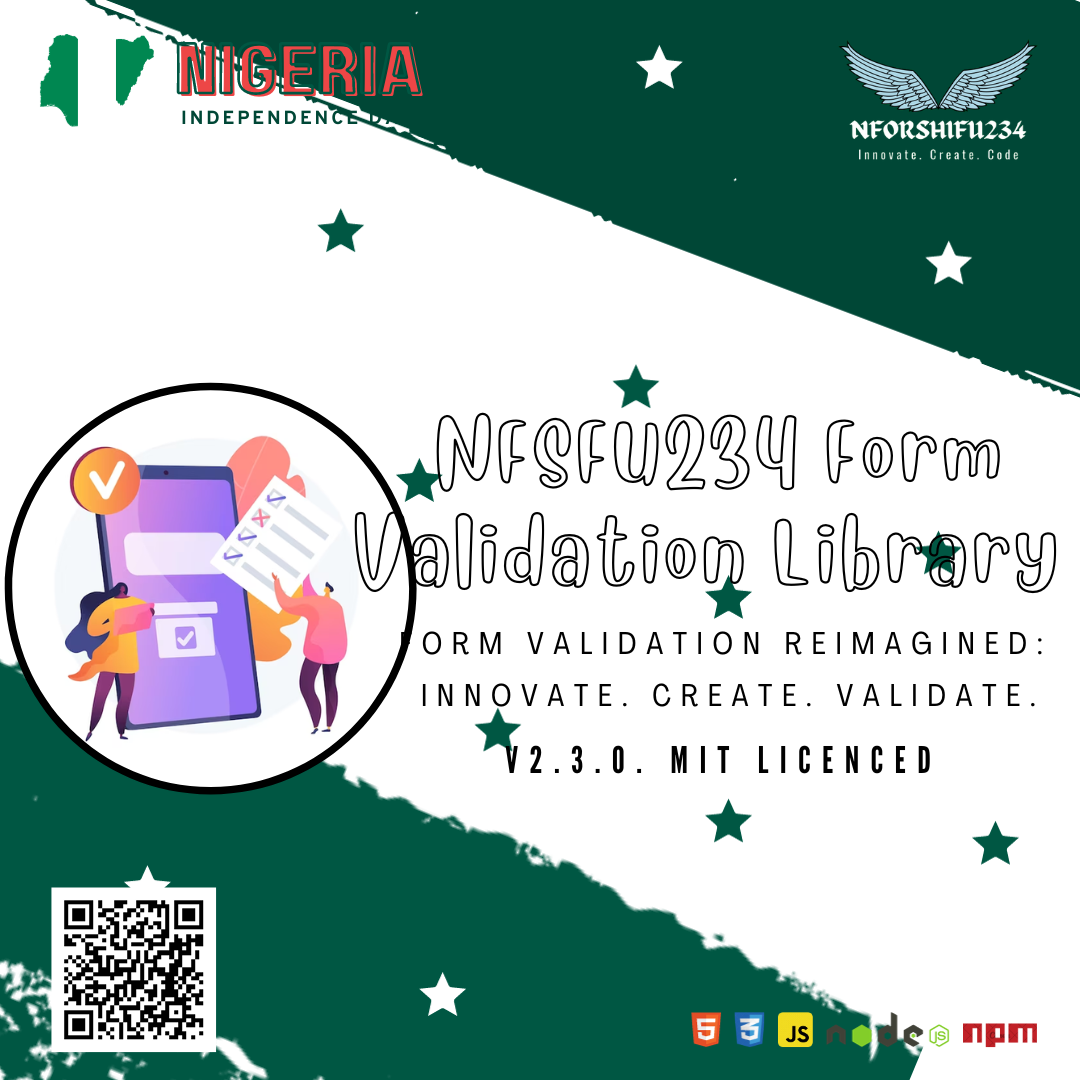 NIGERIA
INDEPENDENCE
NFORSHIFU234
Innovate. Create. Code
NFSFU234 Form
Validation Library
FORM VALIDATION REIMAGINED:
INNOVATE. CREATE. VALIDATE.
V2.3.0. MIT LICENCED
5
3
JS
node
JS
npm